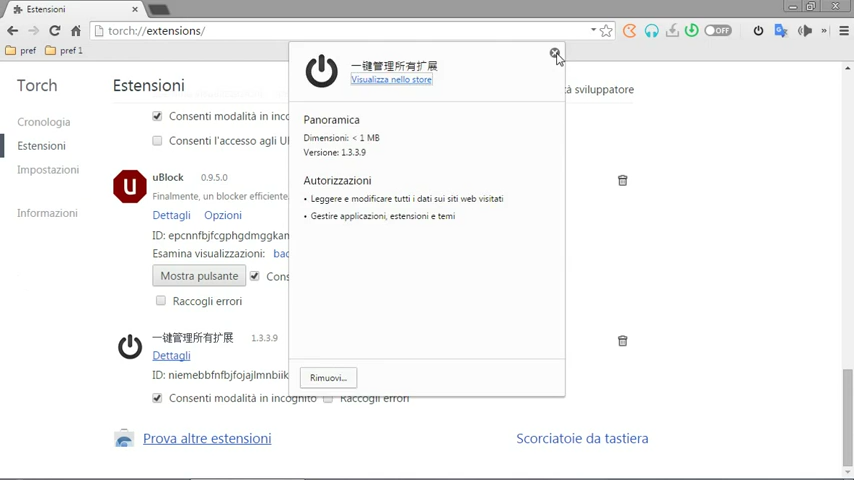 Estensioni
torch://extensions/
OFF
pref
pref 1
Torch
Cronologia
Estensioni
Impostazioni
Informazioni
Estensioni
tà sviluppatore
Consenti modalità in inco
Consenti l'accesso agli U
uBlock 0.9.5.0
Finalmente, un blocker efficiente.
Dettagli Opzioni
ID: epcnnfbjfcgphgdmggkan
Esamina visualizzazioni: bac
Mostra pulsante Cons
Raccogli errori
一键管理所有扩展 1.3.3.9
Dettagli
ID: niemebbfnfbjfojajlmnbiik
Consenti modalità in incognito Raccogli errori
Prova altre estensioni
Scorciatoie da tastiera
一键管理所有扩展
Visualizza nello store
Panoramica
Dimensioni: < 1 MB
Versione: 1.3.3.9
Autorizzazioni
• Leggere e modificare tutti i dati sui siti web visitati
• Gestire applicazioni, estensioni e temi
Rimuovi...